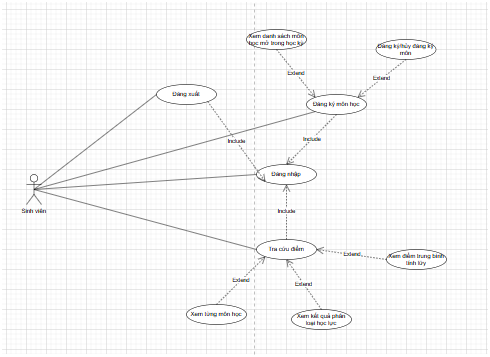 Xem danh sách môn
học mở trong học kỳ
Đăng ký/hủy đăng ký
môn
Extend
Extend
Đăng xuất
Đăng ký môn học
Include
Include
Đăng nhập
Sinh viên
Include
Tra cứu điểm
Extend
Xem điểm trung bình
tính lũy
Extend
Extend
Xem từng môn học
Xem kết quả phân
loại học lực